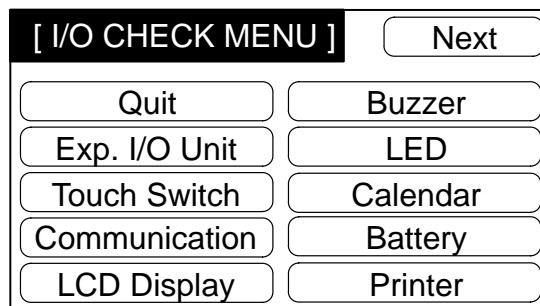 [ I/O CHECK MENU ] Next
Quit Buzzer
Exp. I/O Unit LED
Touch Switch Calendar
Communication Battery
LCD Display Printer